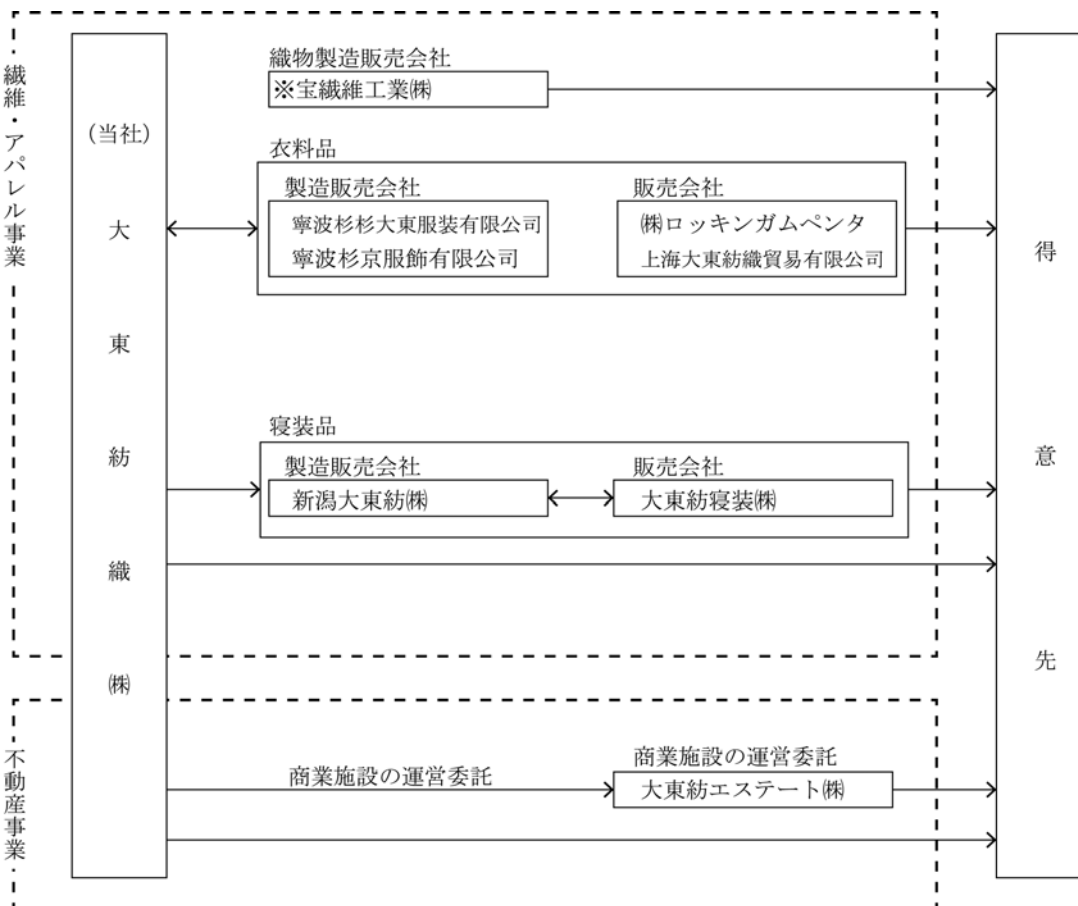 繊維・アパレル事業
(当社)
大東紡織㈱
織物製造販売会社
※宝繊維工業㈱
衣料品
製造販売会社
寧波杉杉大東服装有限公司
寧波杉京服飾有限公司
販売会社
㈱ロッキンガムペンタ
上海大東紡織貿易有限公司
寝装品
製造販売会社
新潟大東紡㈱
販売会社
大東紡寝装㈱
得意先
不動産事業
商業施設の運営委託
商業施設の運営委託
大東紡エステート㈱